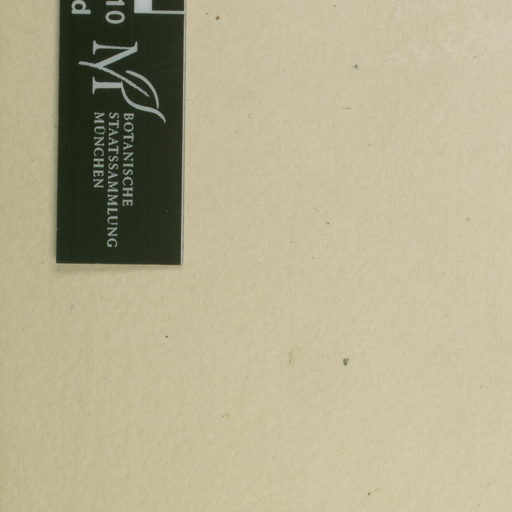 10
d
M
BOTANISCHE
STAATSSAMMLUNG
MÜNCHEN